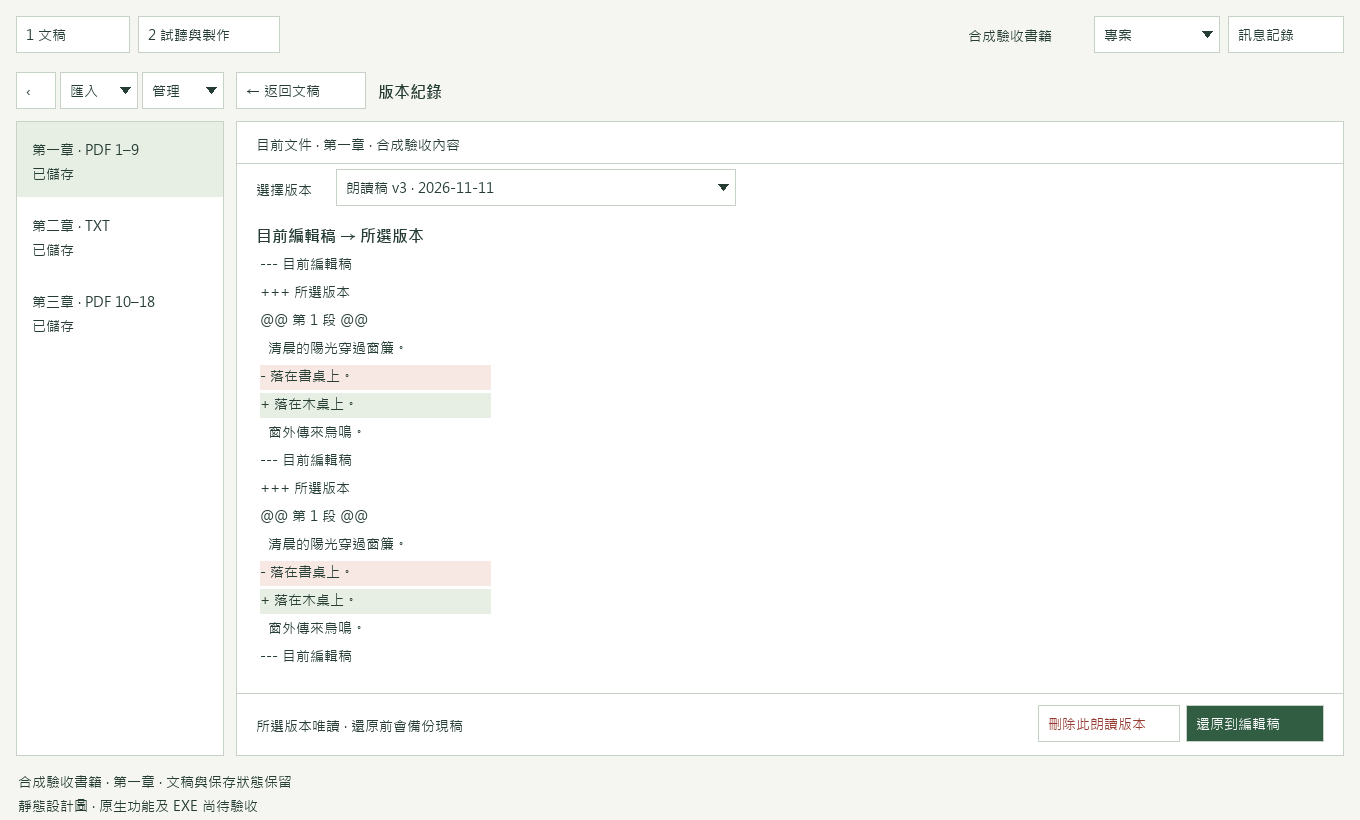 1 文稿
2 試聽與製作
合成驗收書籍
專案
訊息記錄
‹
匯入
管理
← 返回文稿
版本紀錄
第一章 · PDF 1–9
已儲存
第二章 · TXT
已儲存
第三章 · PDF 10–18
已儲存
目前文件 · 第一章 · 合成驗收內容
選擇版本
朗讀稿 v3 · 2026-11-11
目前編輯稿 → 所選版本
--- 目前編輯稿
+++ 所選版本
@@ 第 1 段 @@
清晨的陽光穿過窗簾。
- 落在書桌上。
+ 落在木桌上。
窗外傳來鳥鳴。
--- 目前編輯稿
+++ 所選版本
@@ 第 1 段 @@
清晨的陽光穿過窗簾。
- 落在書桌上。
+ 落在木桌上。
窗外傳來鳥鳴。
--- 目前編輯稿
所選版本唯讀 · 還原前會備份現稿
刪除此朗讀版本
還原到編輯稿
合成驗收書籍 · 第一章 · 文稿與保存狀態保留
靜態設計圖 · 原生功能及 EXE 尚待驗收